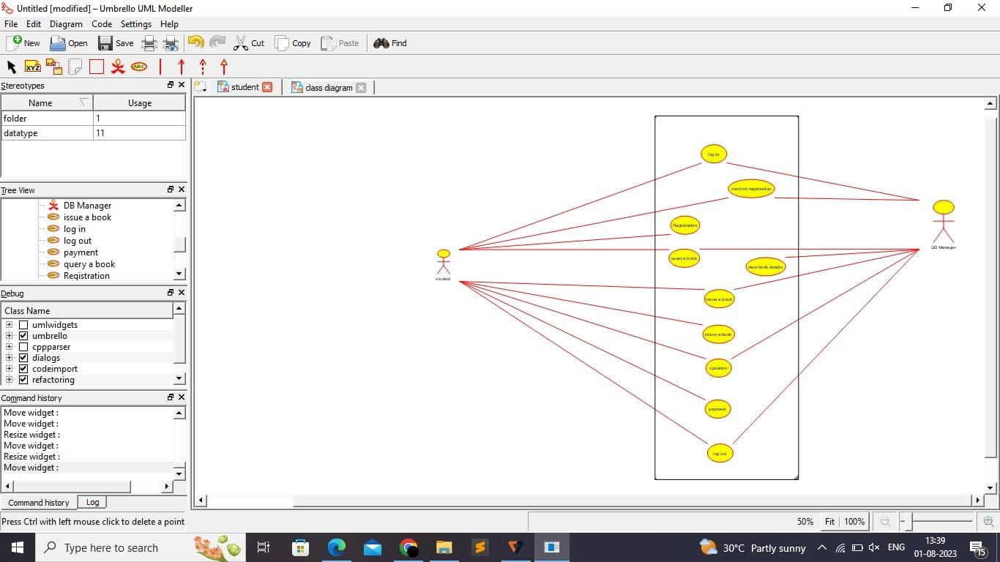 Untitled [modified] – Umbrello UML Modeller
File Edit Diagram Code Settings Help
New Open Save Cut Copy Paste Find
XYZ XYZ ABC
Stereotypes
student class diagram
Name Usage
folder 1
datatype 11
Tree View
DB Manager
issue a book
log in
log out
payment
query a book
Registration
Debug
Class Name
umlwidgets
umbrello
cppparser
dialogs
codeimport
refactoring
Command history
Move widget :
Move widget :
Resize widget :
Move widget :
Resize widget :
Move widget :
Command history Log
log in
confirm registration
Registration
query a book
view book details
issue a book
return a book
updation
payment
log out
student
DB Manager
Press Ctrl with left mouse click to delete a point
50% Fit 100%
Type here to search
30°C Partly sunny ENG
13:39
01-08-2023
15